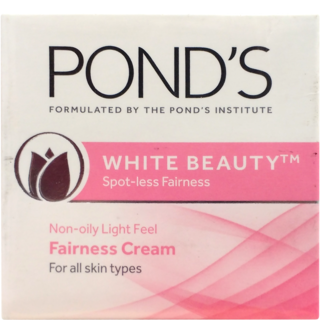 POND'S
FORMULATED BY THE POND'S INSTITUTE
WHITE BEAUTY™
Spot-less Fairness
Non-oily Light Feel
Fairness Cream
For all skin types